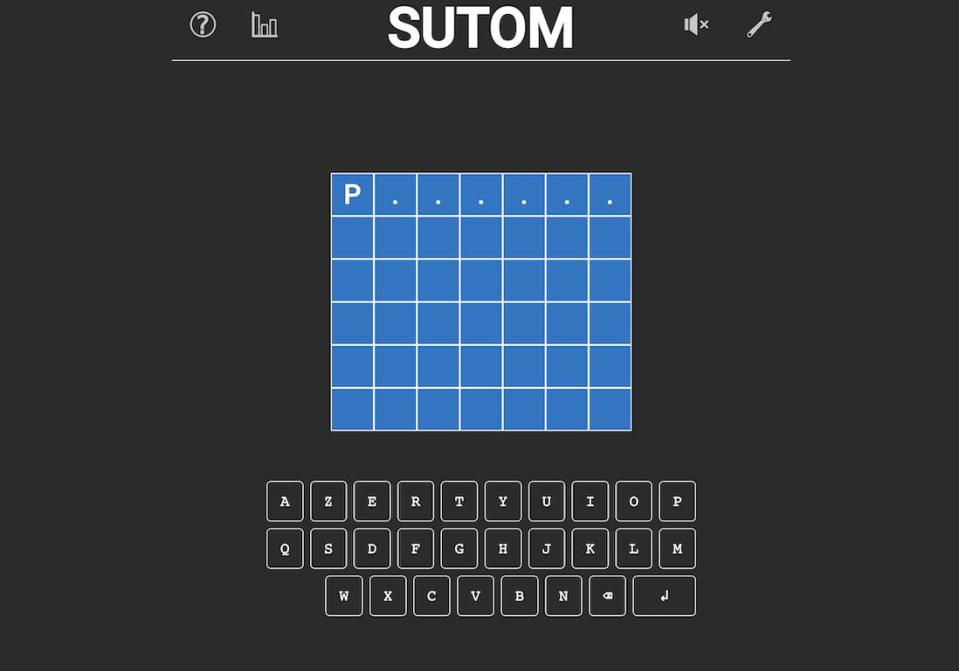 SUTOM
P . . . . . .
A Z E R T Y U I O P
Q S D F G H J K L M
W X C V B N